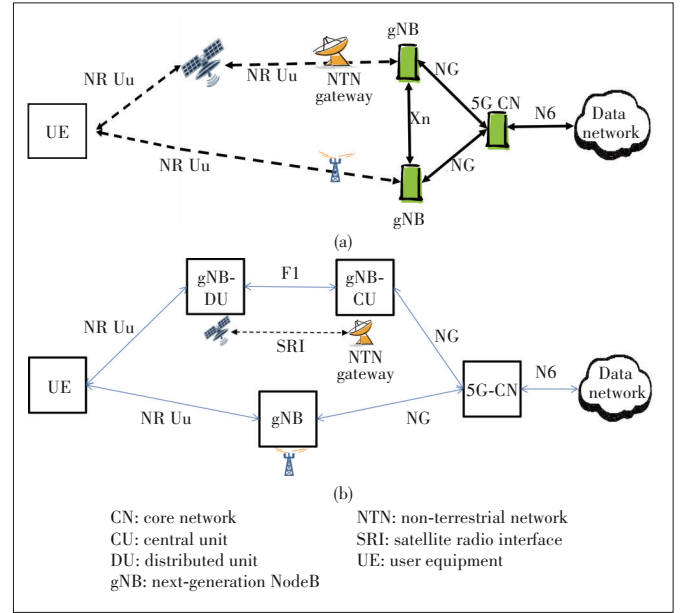 gNB
NR Uu
NR Uu
NTN
gateway
NG
5G CN
N6
Data
network
UE
Xn
NR Uu
NG
gNB
(a)
gNB-
DU
F1
gNB-
CU
NR Uu
SRI
NTN
gateway
NG
UE
5G-CN
N6
Data
network
NR Uu
gNB
NG
(b)
CN: core network
CU: central unit
DU: distributed unit
gNB: next-generation NodeB
NTN: non-terrestrial network
SRI: satellite radio interface
UE: user equipment